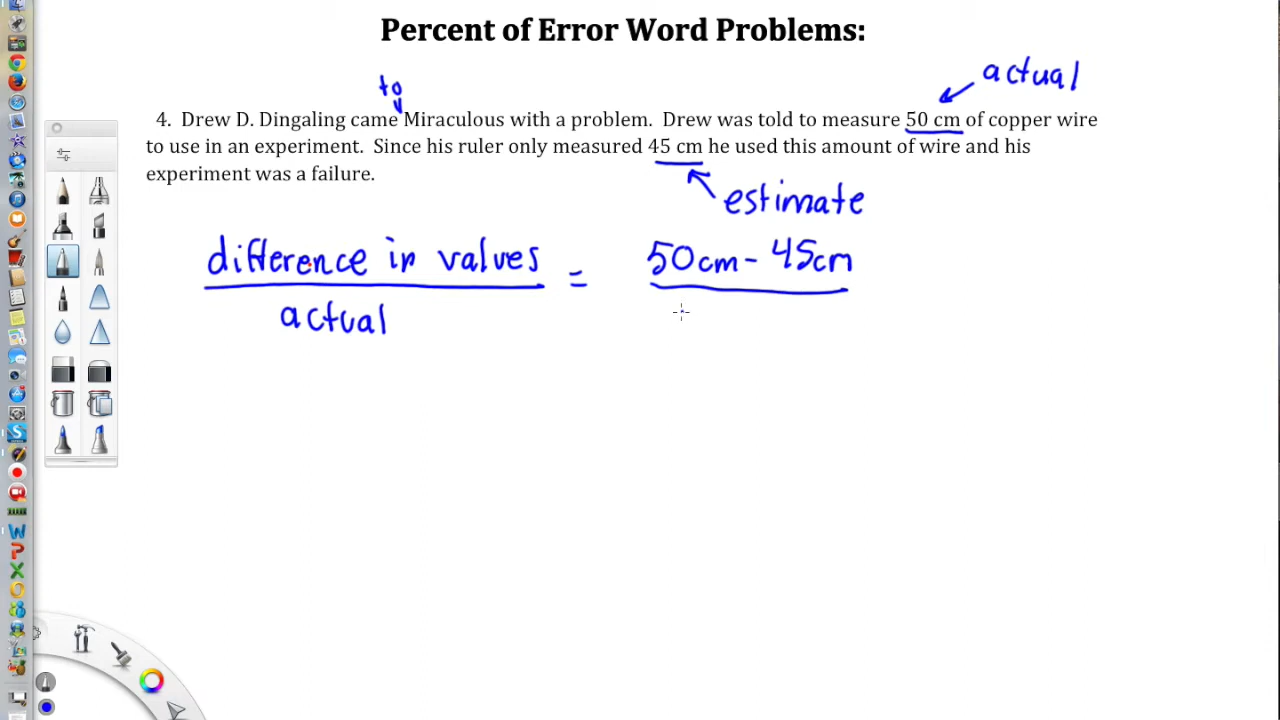 Percent of Error Word Problems:
actual
to
4. Drew D. Dingaling came Miraculous with a problem. Drew was told to measure 50 cm of copper wire
to use in an experiment. Since his ruler only measured 45 cm he used this amount of wire and his
experiment was a failure.
estimate
difference in values = 50cm - 45cm
actual